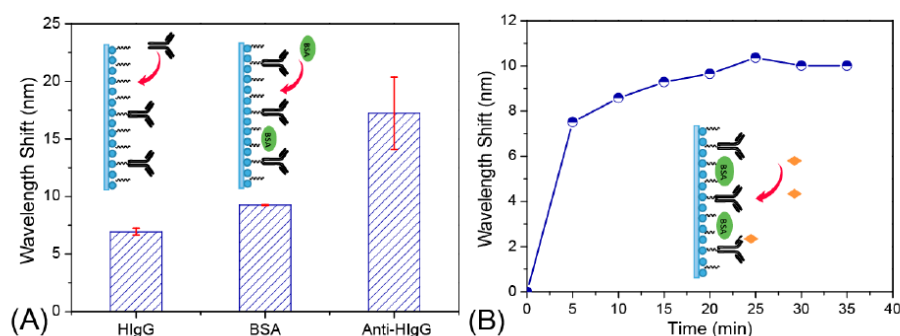 25
20
15
10
5
0
Wavelength Shift (nm)
BSA
BSA
HIgG
BSA
Anti-HIgG
(A)
12
10
8
6
4
2
0
Wavelength Shift (nm)
BSA
BSA
0 5 10 15 20 25 30 35 40
Time (min)
(B)